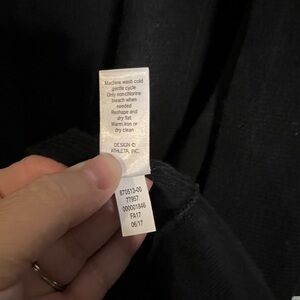 Machine wash cold
gentle cycle
Only non-chlorine
bleach when
needed
Reshape and
dry flat
Warm iron or
dry clean
DESIGN ©
ATHLETA, INC.
870513-00
77957
000001846
FA17
06/17